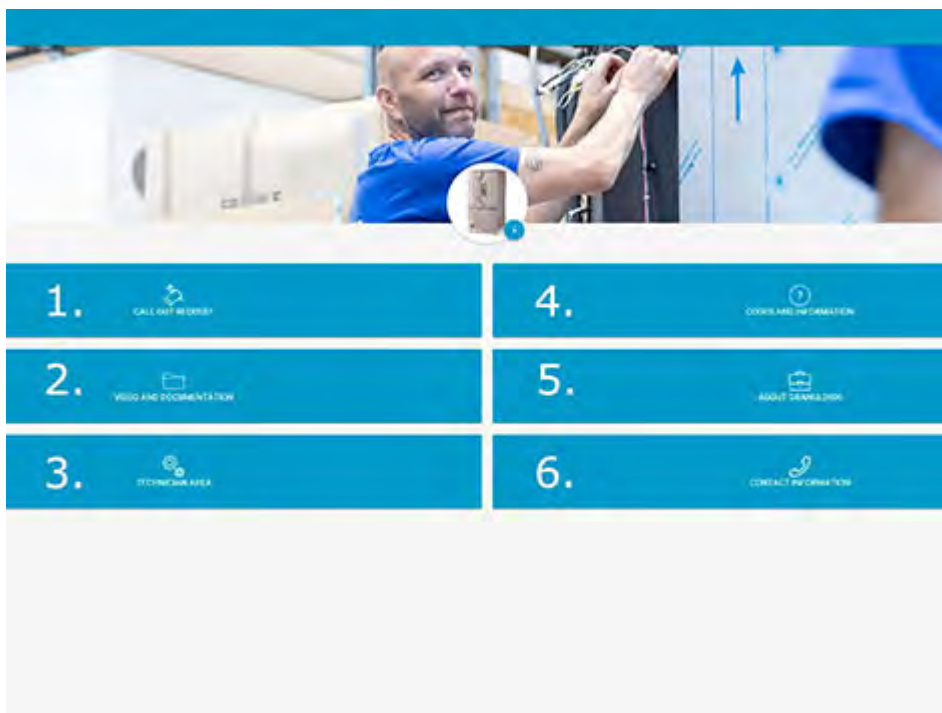 1.
CALL OUT REQUEST
2.
VIDEO AND DOCUMENTATION
3.
TECHNICIAN AREA
4.
CODES AND INFORMATION
5.
ABOUT GRANULDISK
6.
CONTACT INFORMATION